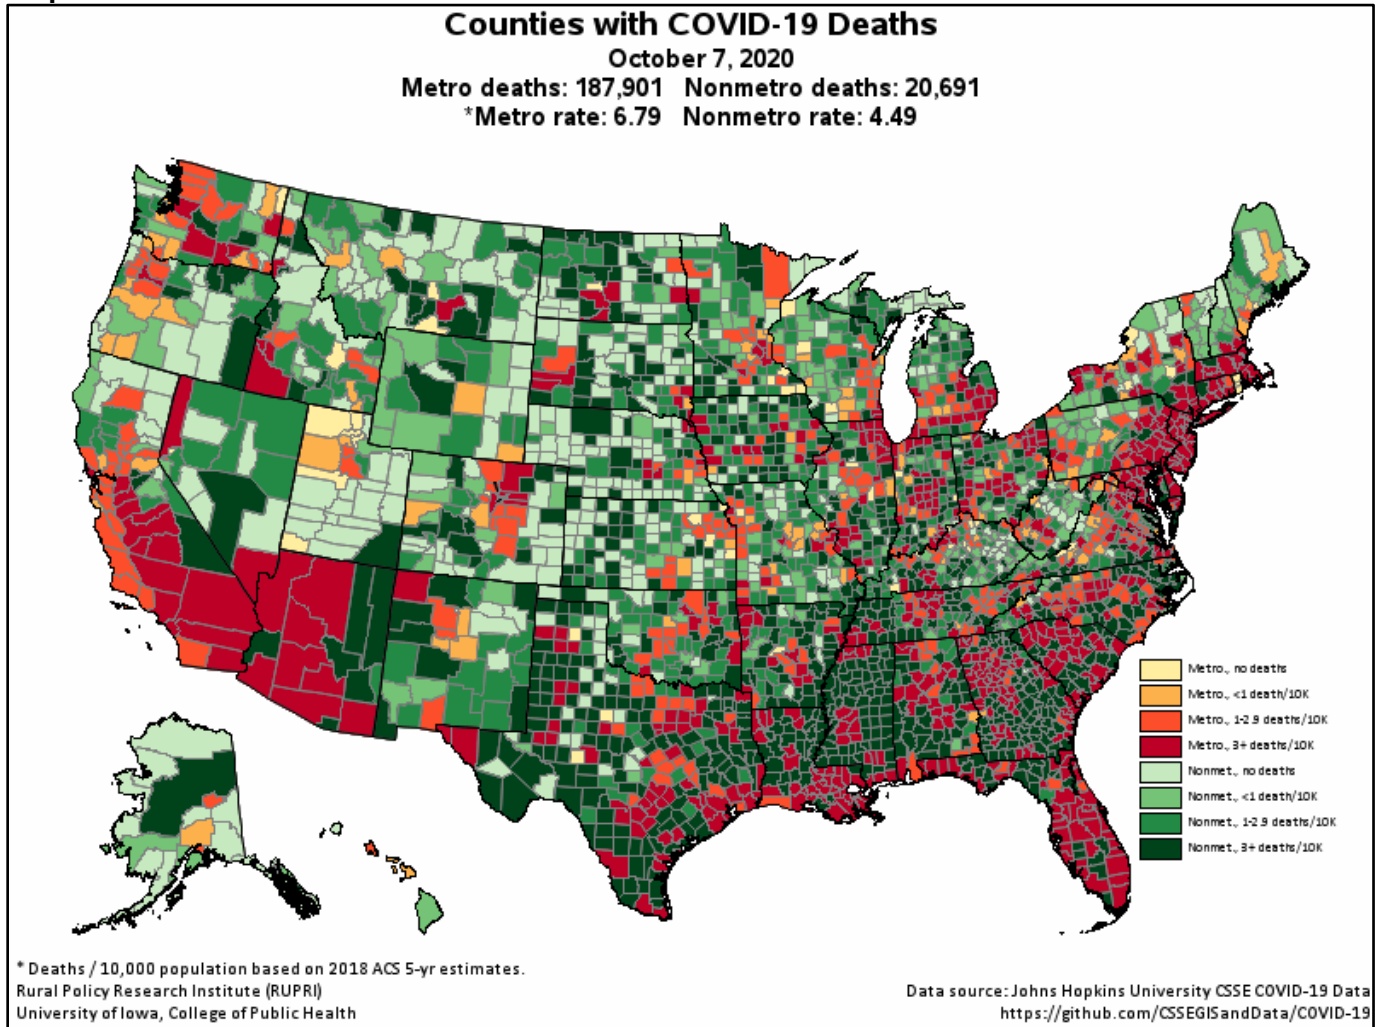 Counties with COVID-19 Deaths
October 7, 2020
Metro deaths: 187,901 Nonmetro deaths: 20,691
*Metro rate: 6.79 Nonmetro rate: 4.49
Metro., no deaths
Metro., <1 death/10K
Metro., 1-2.9 deaths/10K
Metro., 3+ deaths/10K
Nonmet., no deaths
Nonmet., <1 death/10K
Nonmet., 1-2.9 deaths/10K
Nonmet., 3+ deaths/10K
* Deaths / 10,000 population based on 2018 ACS 5-yr estimates.
Rural Policy Research Institute (RUPRI)
University of Iowa, College of Public Health
Data source: Johns Hopkins University CSSE COVID-19 Data
https://github.com/CSSEGISandData/COVID-19